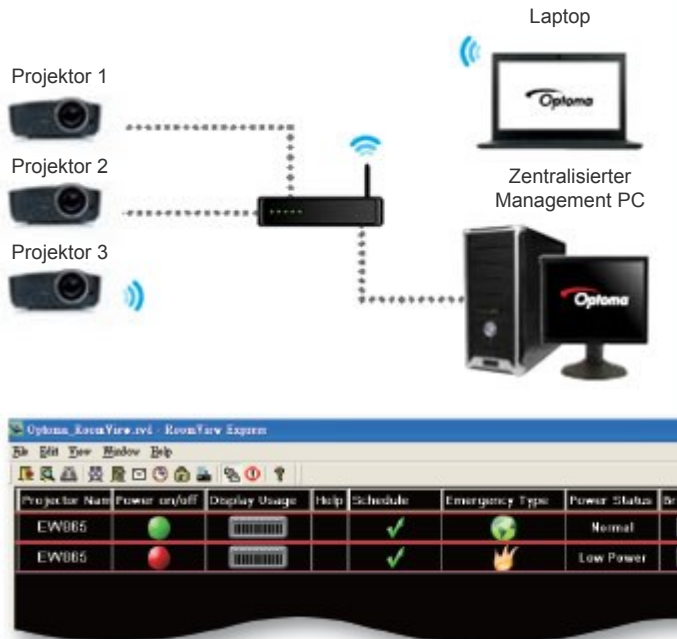 Laptop
Projektor 1
Optoma
Projektor 2
Zentralisierter
Management PC
Projektor 3
Optoma
Optoma_RoomView.rvd - RoomView Express
File Edit View Window Help
Projector Nam Power on/off Display Usage Help Schedule Emergency Type Power Status Br
EW865 Normal
EW865 Low Power